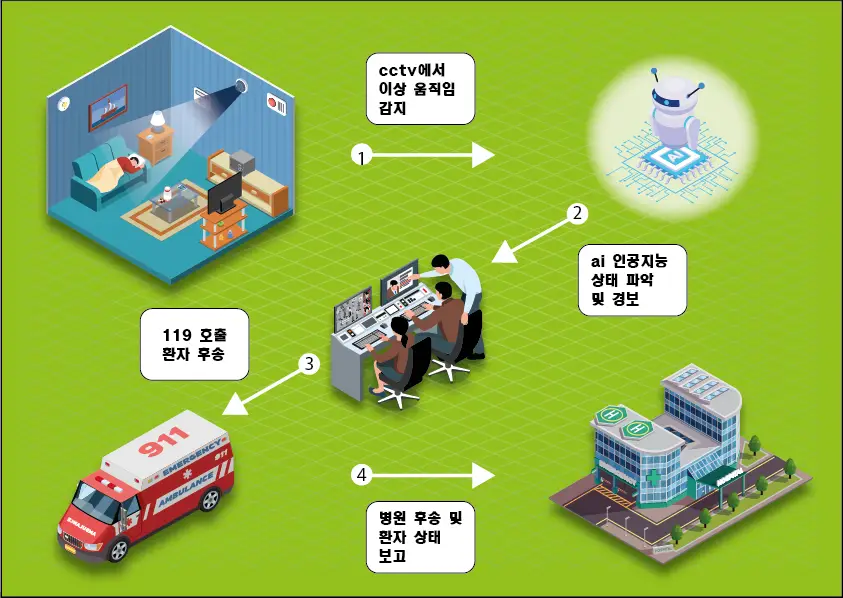 cctv에서
이상 움직임
감지
1
AI
2
ai 인공지능
상태 파악
및 경보
119 호출
환자 후송
3
911
EMERGENCY
AMBULANCE
4
병원 후송 및
환자 상태
보고
H
H